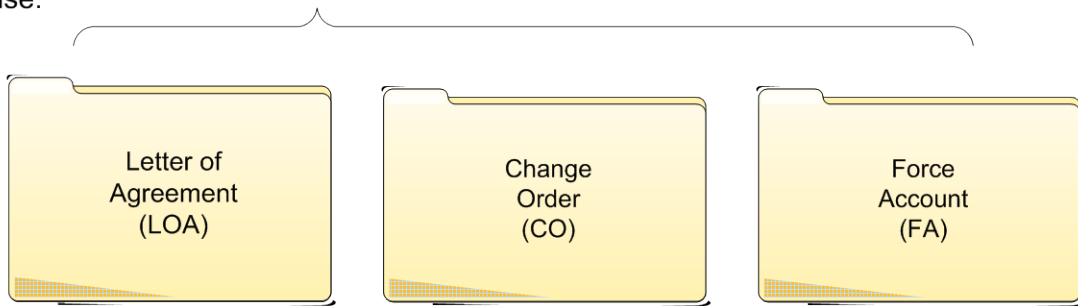 Letter of
Agreement
(LOA)
Change
Order
(CO)
Force
Account
(FA)